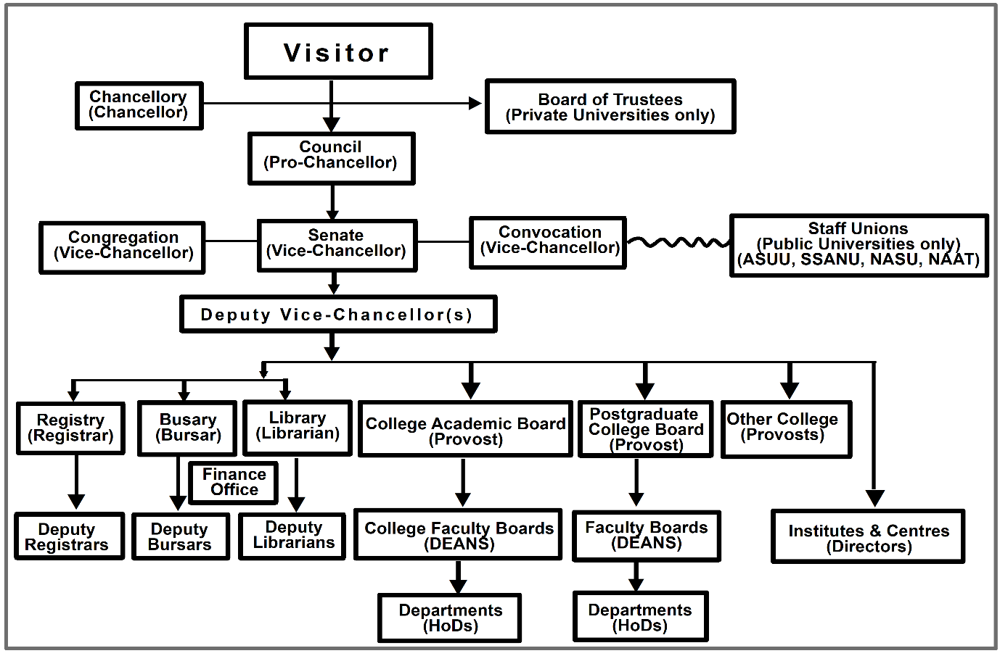 Visitor
Chancellory
(Chancellor)
Board of Trustees
(Private Universities only)
Council
(Pro-Chancellor)
Congregation
(Vice-Chancellor)
Senate
(Vice-Chancellor)
Convocation
(Vice-Chancellor)
Staff Unions
(Public Universities only)
(ASUU, SSANU, NASU, NAAT)
Deputy Vice-Chancellor(s)
Registry
(Registrar)
Busary
(Bursar)
Library
(Librarian)
College Academic Board
(Provost)
Postgraduate
College Board
(Provost)
Other College
(Provosts)
Finance
Office
Deputy
Registrars
Deputy
Bursars
Deputy
Librarians
College Faculty Boards
(DEANS)
Faculty Boards
(DEANS)
Institutes & Centres
(Directors)
Departments
(HoDs)
Departments
(HoDs)